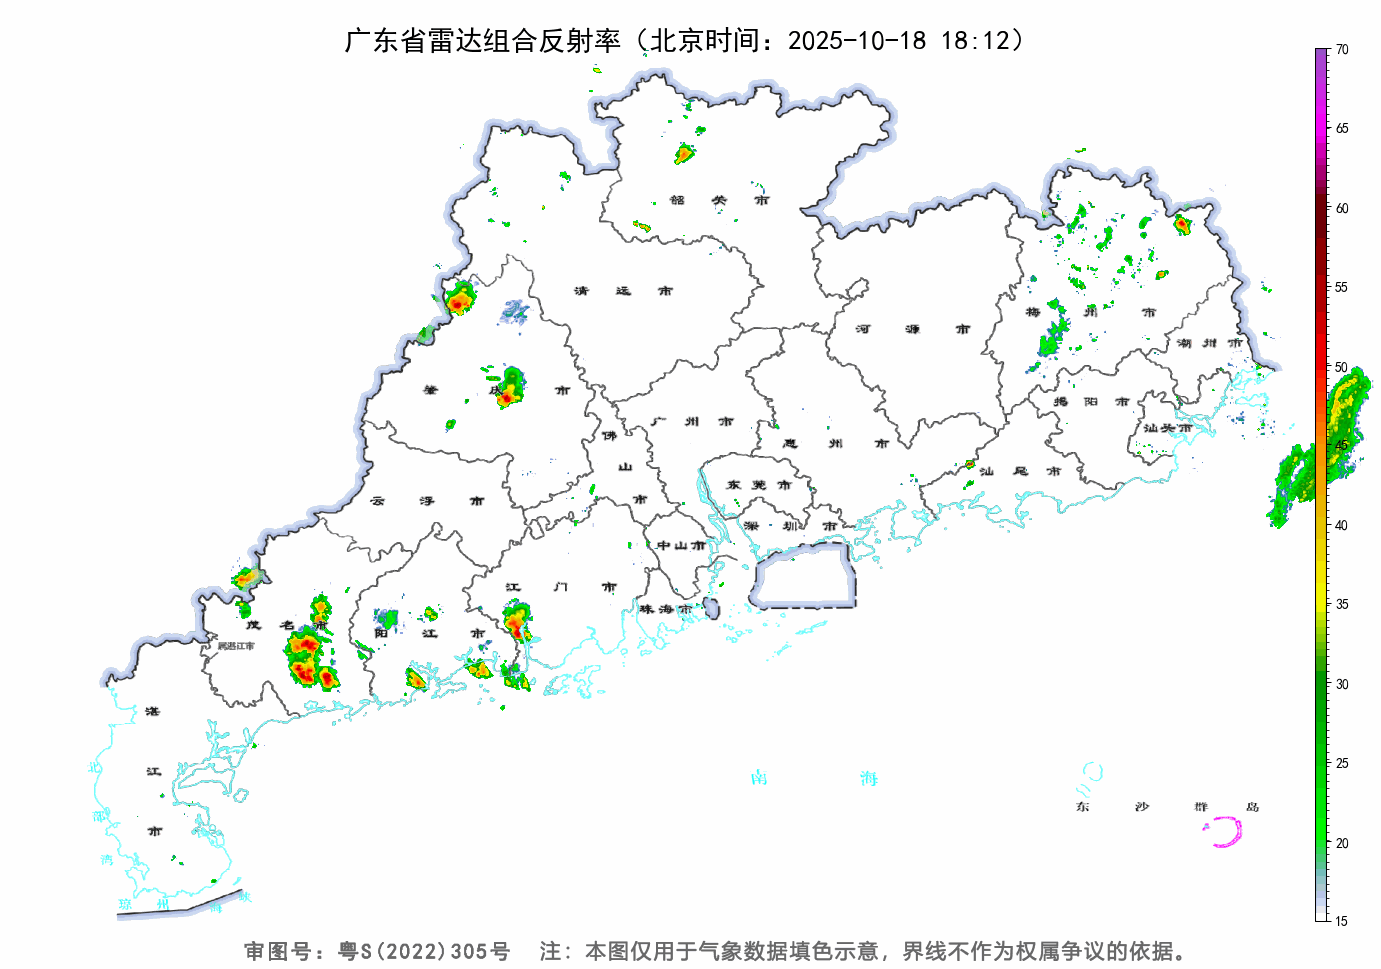 广东省雷达组合反射率（北京时间：2025-10-18 18:12）
70
65
60
55
50
45
40
35
30
25
20
15
韶关市
清远市
河源市
梅州市
潮州市
肇庆市
揭阳市
汕头市
广州市
佛山市
惠州市
汕尾市
云浮市
东莞市
深圳市
中山市
江门市
珠海市
茂名市
阳江市
属湛江市
湛江市
北部湾
南海
东沙群岛
琼州海峡
审图号：粤S(2022)305号 注：本图仅用于气象数据填色示意，界线不作为权属争议的依据。